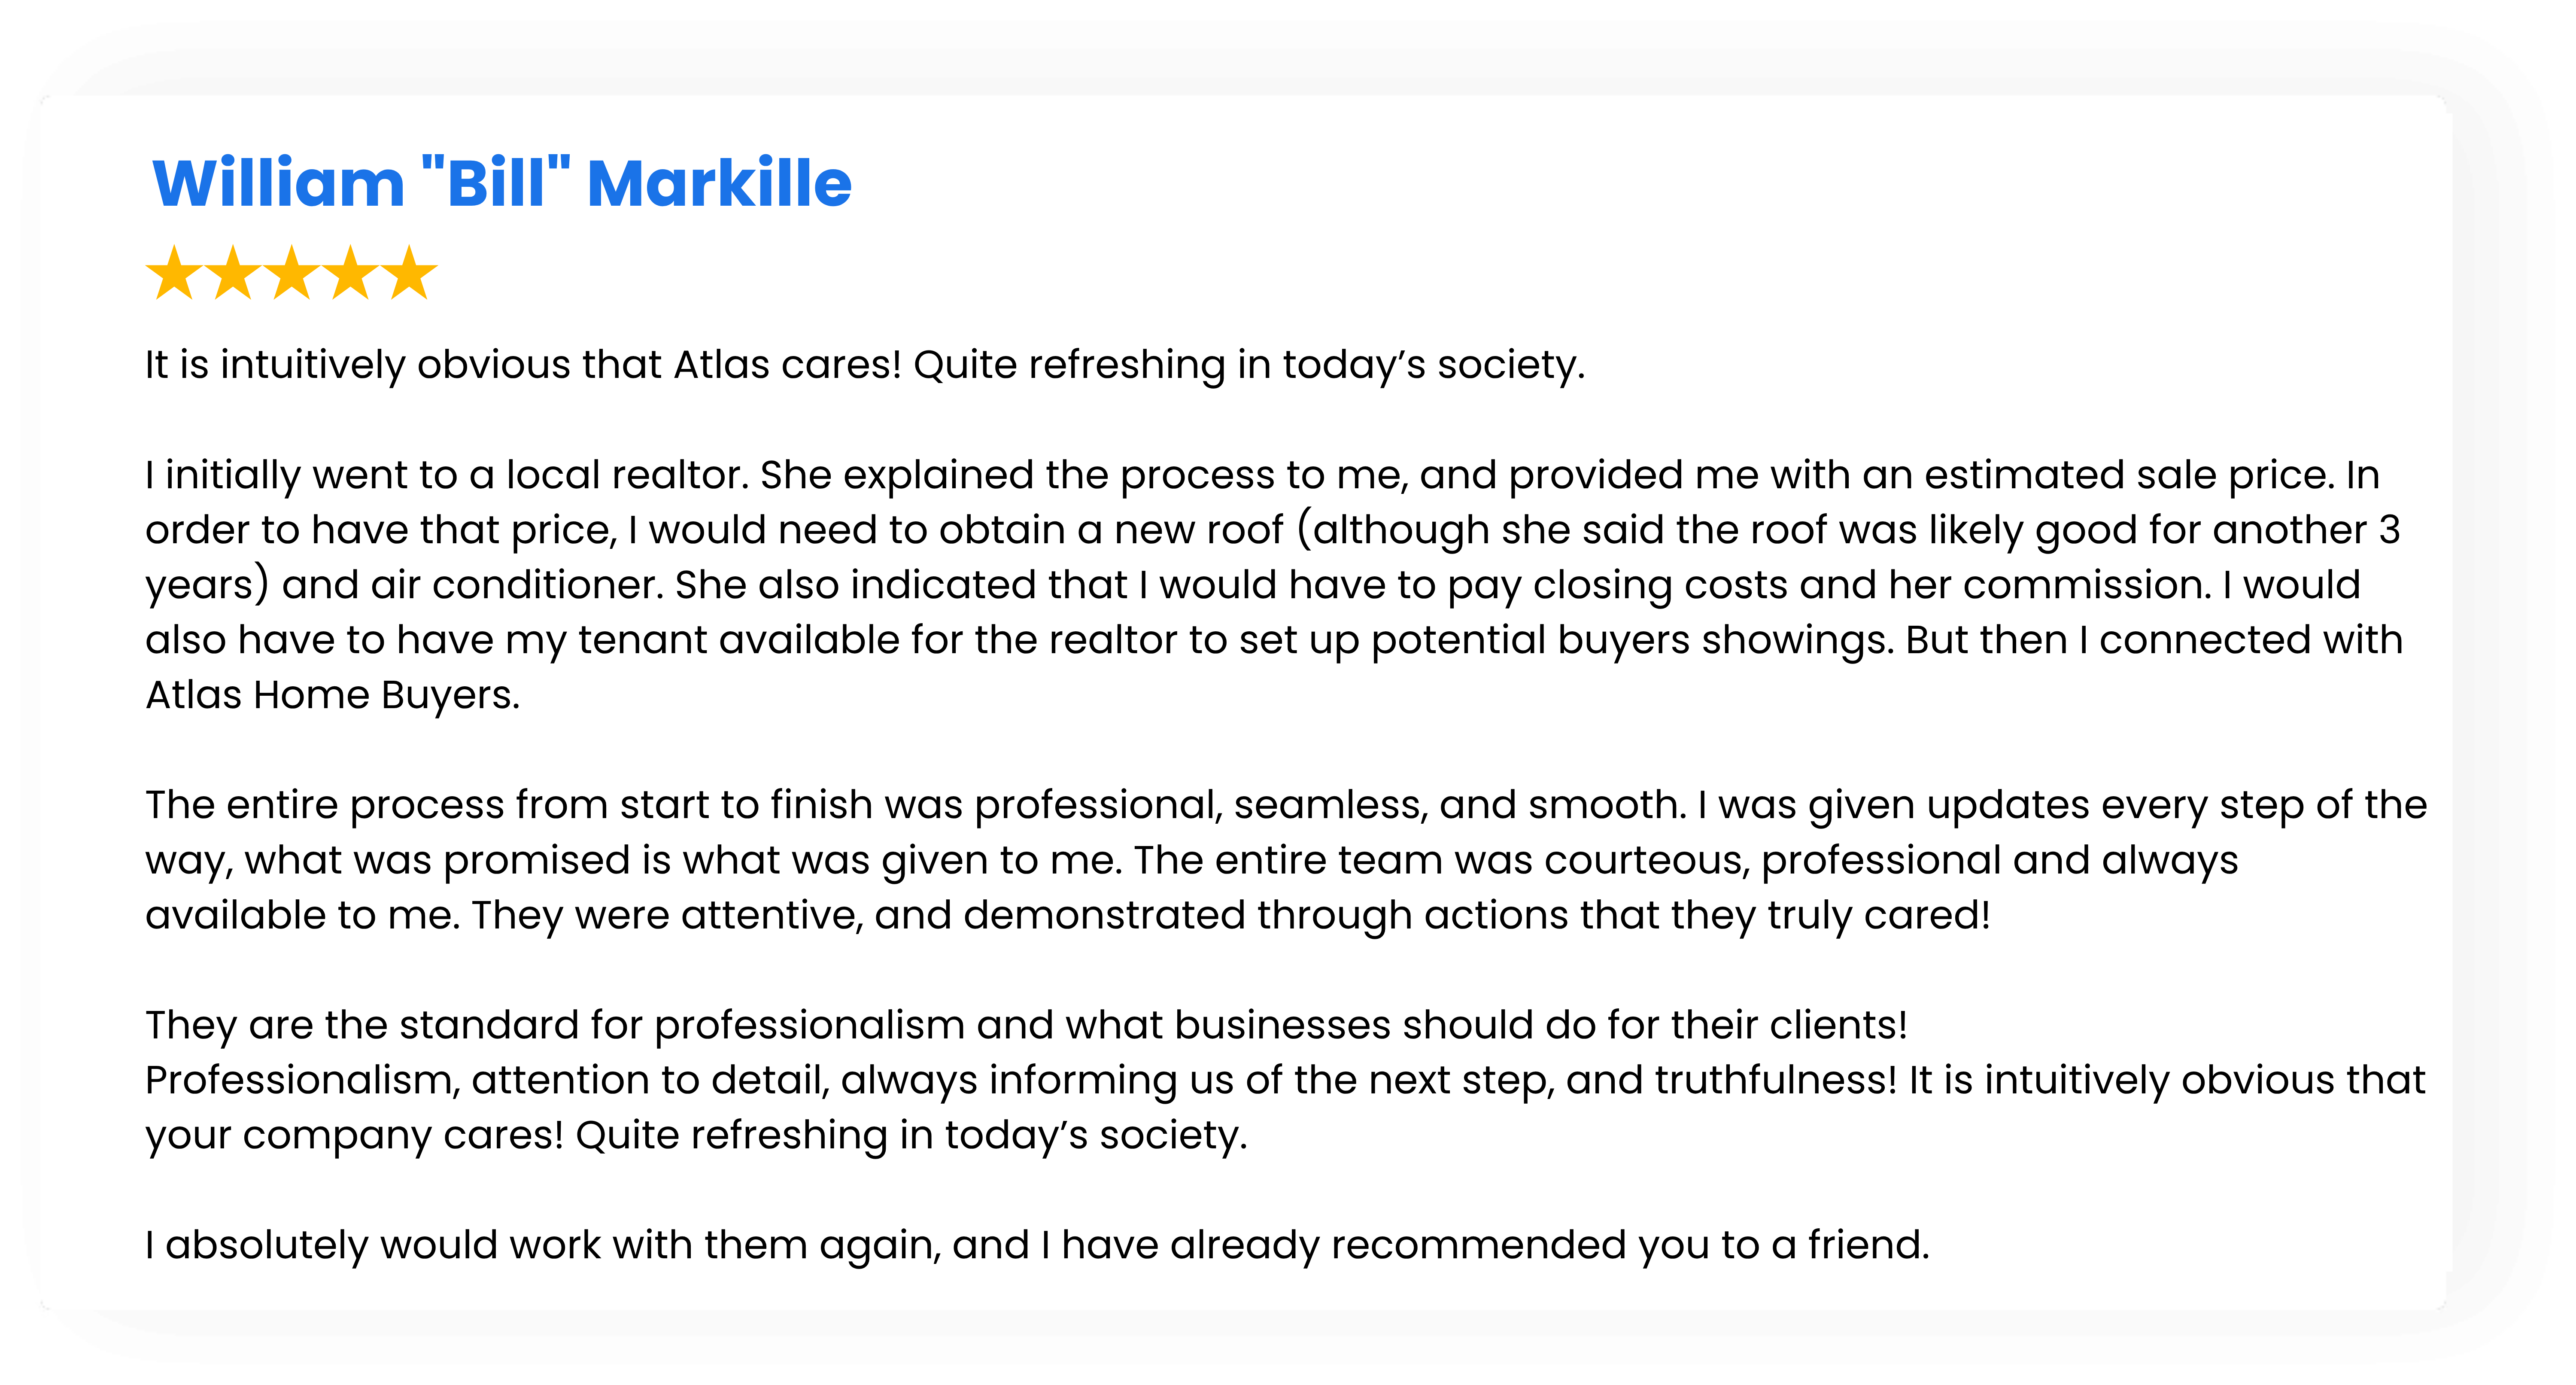 William "Bill" Markille
★★★★★
It is intuitively obvious that Atlas cares! Quite refreshing in today’s society.
I initially went to a local realtor. She explained the process to me, and provided me with an estimated sale price. In
order to have that price, I would need to obtain a new roof (although she said the roof was likely good for another 3
years) and air conditioner. She also indicated that I would have to pay closing costs and her commission. I would
also have to have my tenant available for the realtor to set up potential buyers showings. But then I connected with
Atlas Home Buyers.
The entire process from start to finish was professional, seamless, and smooth. I was given updates every step of the
way, what was promised is what was given to me. The entire team was courteous, professional and always
available to me. They were attentive, and demonstrated through actions that they truly cared!
They are the standard for professionalism and what businesses should do for their clients!
Professionalism, attention to detail, always informing us of the next step, and truthfulness! It is intuitively obvious that
your company cares! Quite refreshing in today’s society.
I absolutely would work with them again, and I have already recommended you to a friend.